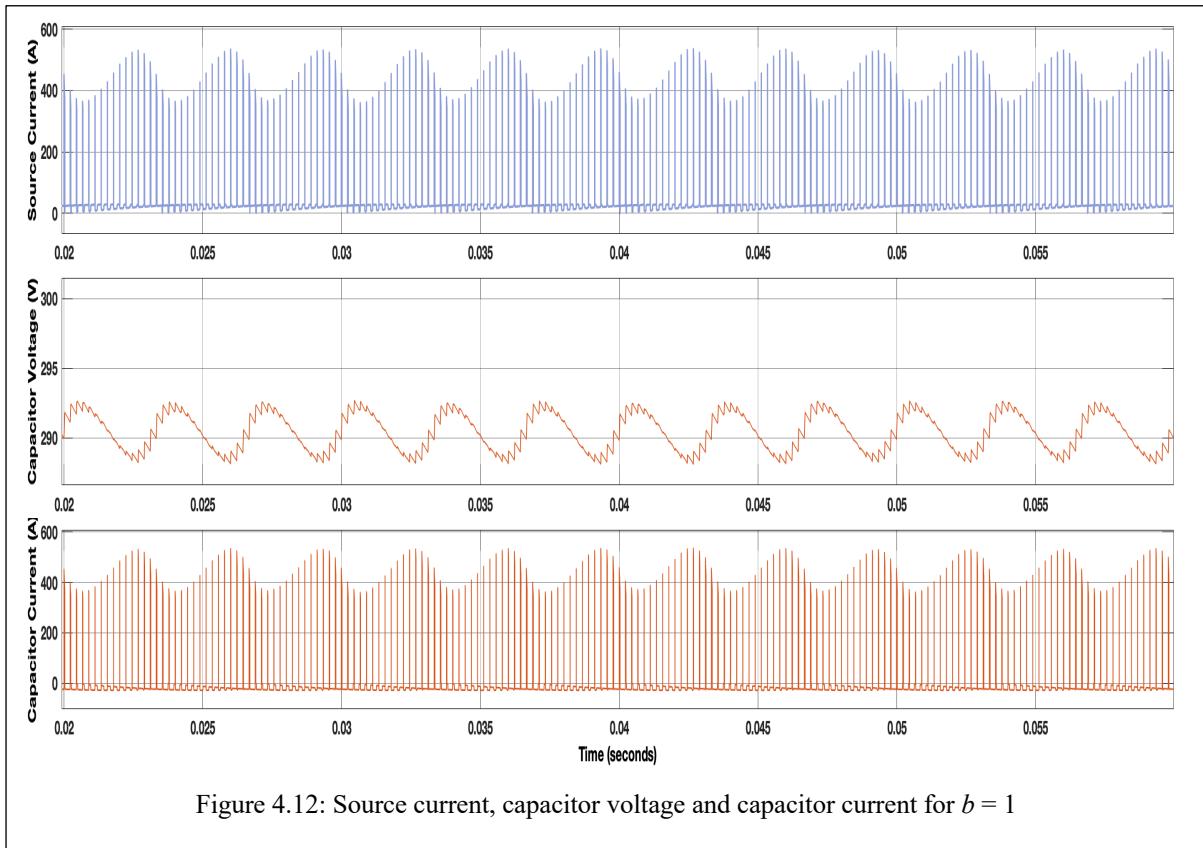 Source Current (A)
600
400
200
0
0.02 0.025 0.03 0.035 0.04 0.045 0.05 0.055
Capacitor Voltage (V)
300
295
290
0.02 0.025 0.03 0.035 0.04 0.045 0.05 0.055
Capacitor Current (A)
600
400
200
0
0.02 0.025 0.03 0.035 0.04 0.045 0.05 0.055
Time (seconds)
Figure 4.12: Source current, capacitor voltage and capacitor current for b = 1